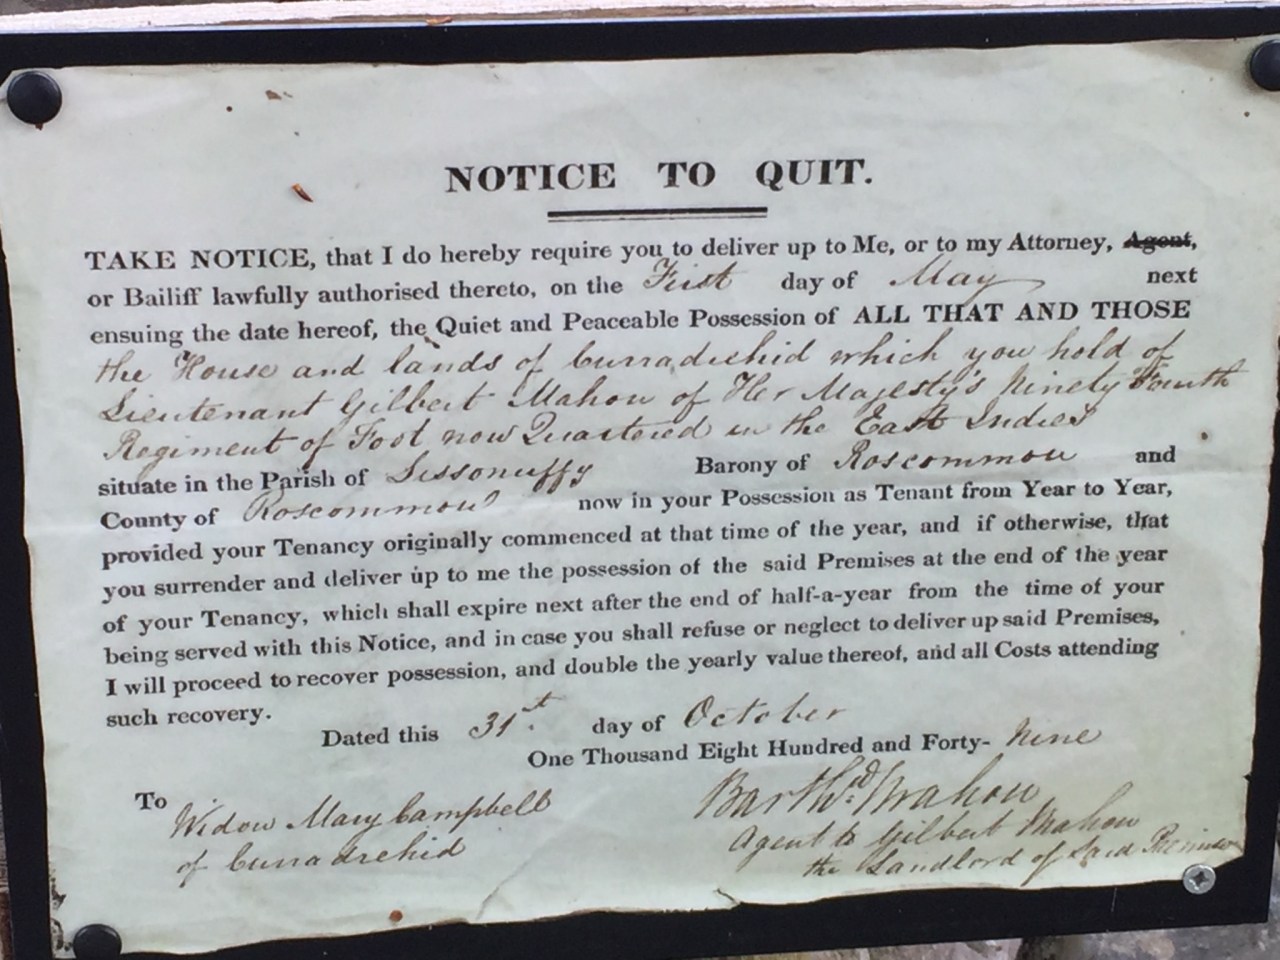 NOTICE TO QUIT.
TAKE NOTICE, that I do hereby require you to deliver up to Me, or to my Attorney, Agent,
or Bailiff lawfully authorised thereto, on the First day of May next
ensuing the date hereof, the Quiet and Peaceable Possession of ALL THAT AND THOSE
the House and lands of Curradrehid which you hold of
Lieutenant Gilbert Mahon of Her Majesty's Ninety Fourth
Regiment of Foot now Quartered in the East Indies
situate in the Parish of Lissonuffy Barony of Roscommon and
County of Roscommon now in your Possession as Tenant from Year to Year,
provided your Tenancy originally commenced at that time of the year, and if otherwise, that
you surrender and deliver up to me the possession of the said Premises at the end of the year
of your Tenancy, which shall expire next after the end of half-a-year from the time of your
being served with this Notice, and in case you shall refuse or neglect to deliver up said Premises,
I will proceed to recover possession, and double the yearly value thereof, and all Costs attending
such recovery.
Dated this 31st. day of October
One Thousand Eight Hundred and Forty- Nine
To Widow Mary Campbell
of Curradrehid
Mahon
Agent to Gilbert Mahon
the Landlord of Said Premises